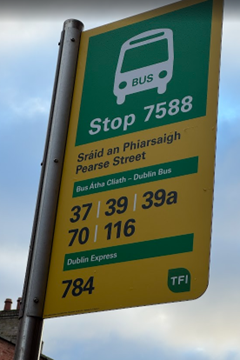 BUS
Stop 7588
Sráid an Phiarsaigh
Pearse Street
Bus Átha Cliath – Dublin Bus
37 | 39 | 39a
70 | 116
Dublin Express
784
TFI